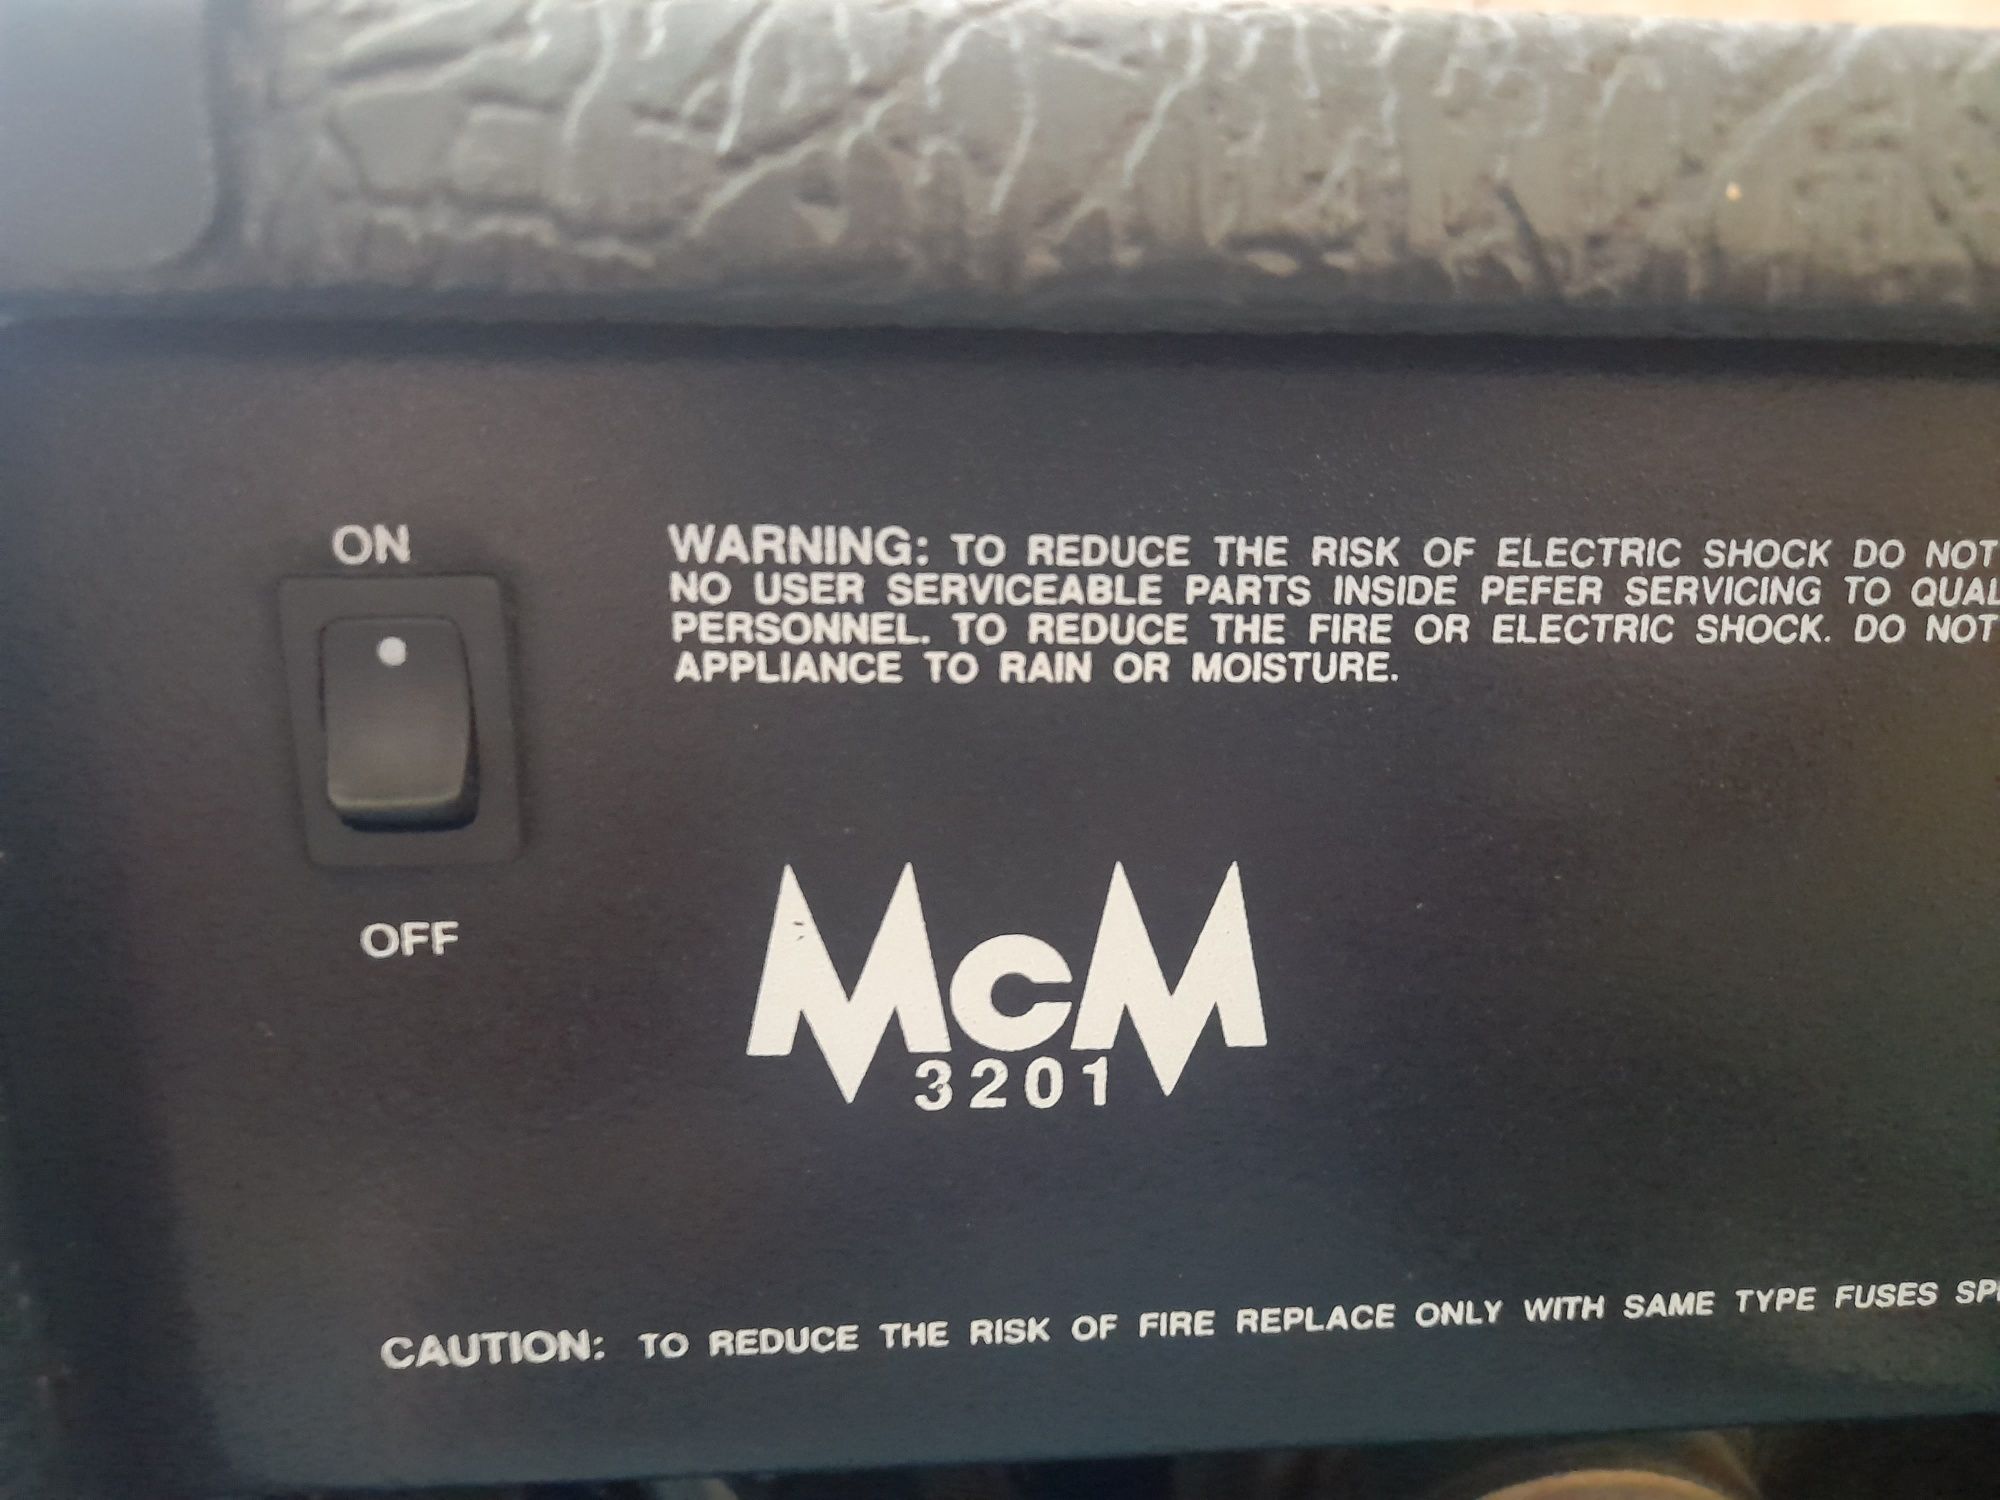 ON
WARNING: TO REDUCE THE RISK OF ELECTRIC SHOCK DO NOT
NO USER SERVICEABLE PARTS INSIDE PEFER SERVICING TO QUAL
PERSONNEL. TO REDUCE THE FIRE OR ELECTRIC SHOCK. DO NOT
APPLIANCE TO RAIN OR MOISTURE.
OFF
McM
3201
CAUTION: TO REDUCE THE RISK OF FIRE REPLACE ONLY WITH SAME TYPE FUSES SP